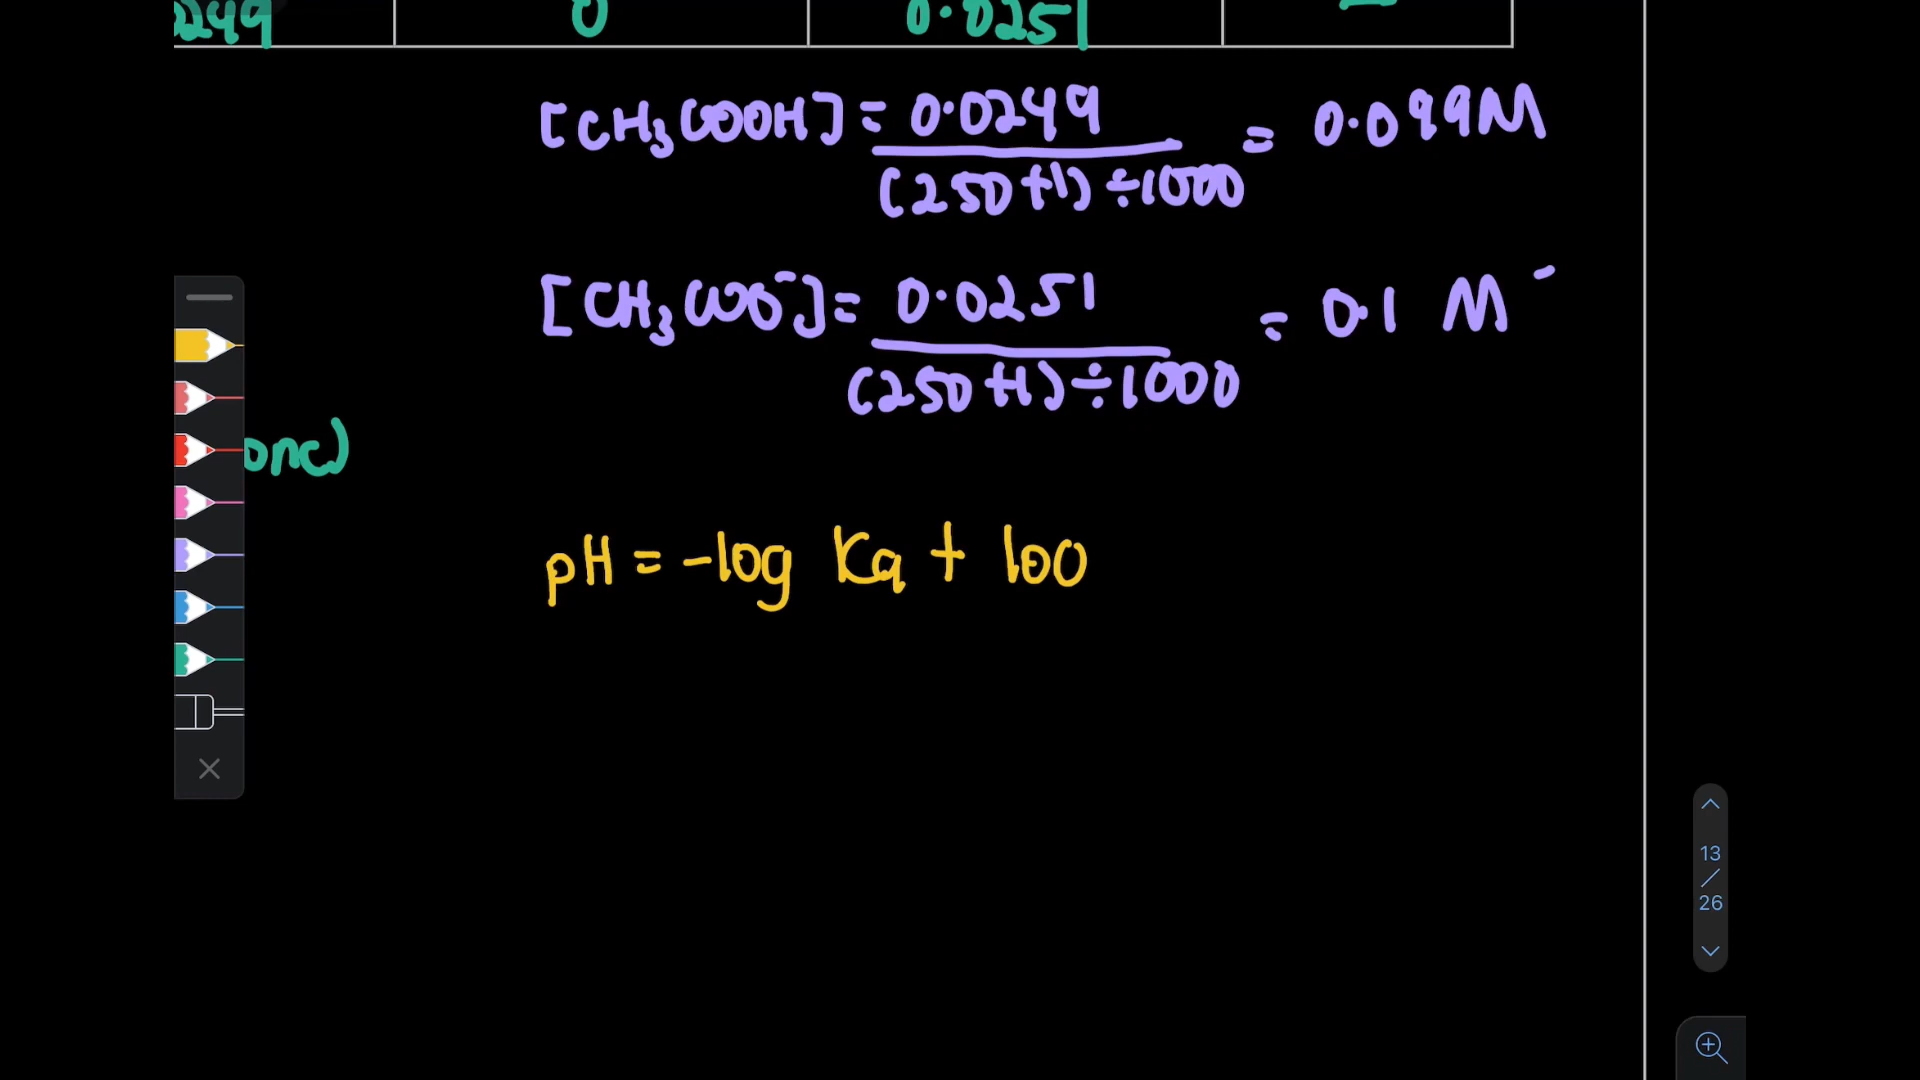 0249 0 0.0251
[CH₃COOH] = 0.0249 / (250+1) ÷1000 = 0.099M
[CH₃COO⁻] = 0.0251 / (250+1) ÷1000 = 0.1 M
onc)
pH = -log Ka + loo
13
/
26